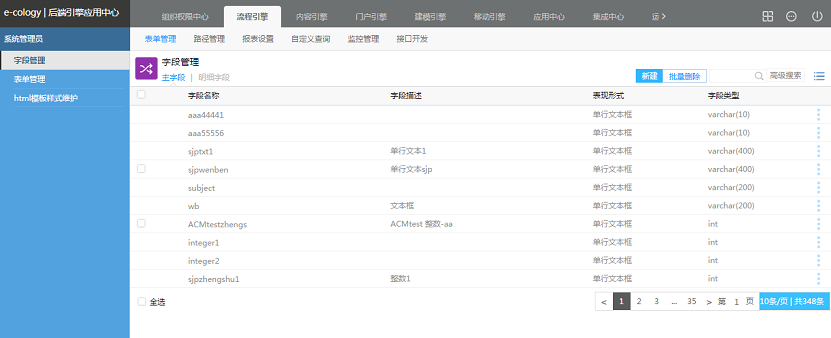 e-cology | 后端引擎应用中心
组织权限中心 流程引擎 内容引擎 门户引擎 建模引擎 移动引擎 应用中心 集成中心 运 >
系统管理员
表单管理 路径管理 报表设置 自定义查询 监控管理 接口开发
字段管理
表单管理
html模板样式维护
字段管理
主字段 | 明细字段
新建 批量删除 高级搜索
字段名称 字段描述 表现形式 字段类型
aaa44441 单行文本框 varchar(10)
aaa55556 单行文本框 varchar(10)
sjptxt1 单行文本1 单行文本框 varchar(400)
sjpwenben 单行文本sjp 单行文本框 varchar(400)
subject 单行文本框 varchar(200)
wb 文本框 单行文本框 varchar(200)
ACMtestzhengs ACMtest 整数-aa 单行文本框 int
integer1 单行文本框 int
integer2 单行文本框 int
sjpzhengshu1 整数1 单行文本框 int
全选 < 1 2 3 ... 35 > 第 1 页 10条/页 | 共348条